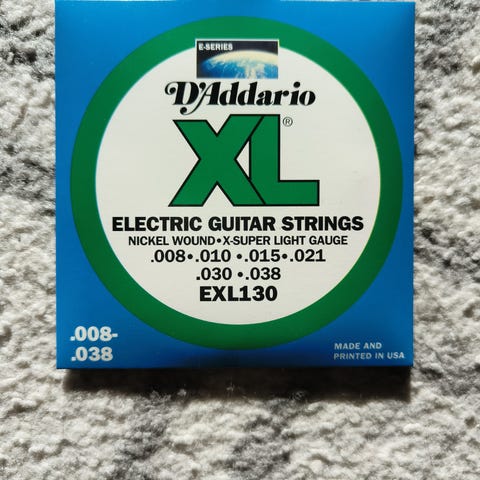 E-SERIES
D'Addario
XL®
ELECTRIC GUITAR STRINGS
NICKEL WOUND•X-SUPER LIGHT GAUGE
.008•.010 •.015•.021
.030 •.038
EXL130
.008-
.038
MADE AND
PRINTED IN USA